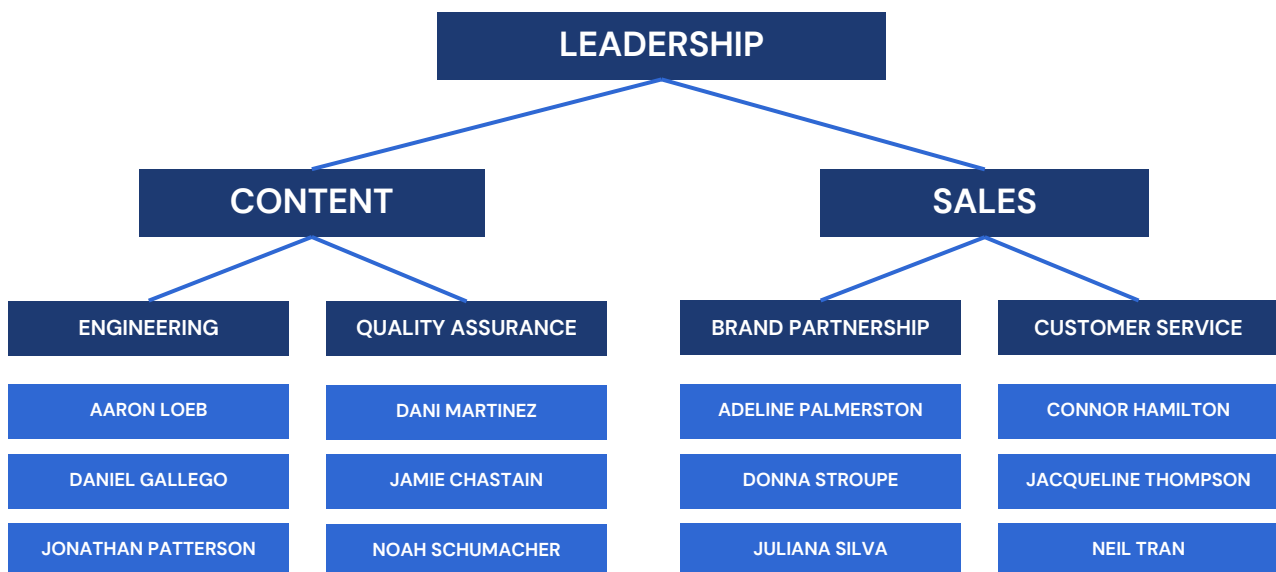 LEADERSHIP
CONTENT
SALES
ENGINEERING
QUALITY ASSURANCE
BRAND PARTNERSHIP
CUSTOMER SERVICE
AARON LOEB
DANI MARTINEZ
ADELINE PALMERSTON
CONNOR HAMILTON
DANIEL GALLEGO
JAMIE CHASTAIN
DONNA STROUPE
JACQUELINE THOMPSON
JONATHAN PATTERSON
NOAH SCHUMACHER
JULIANA SILVA
NEIL TRAN